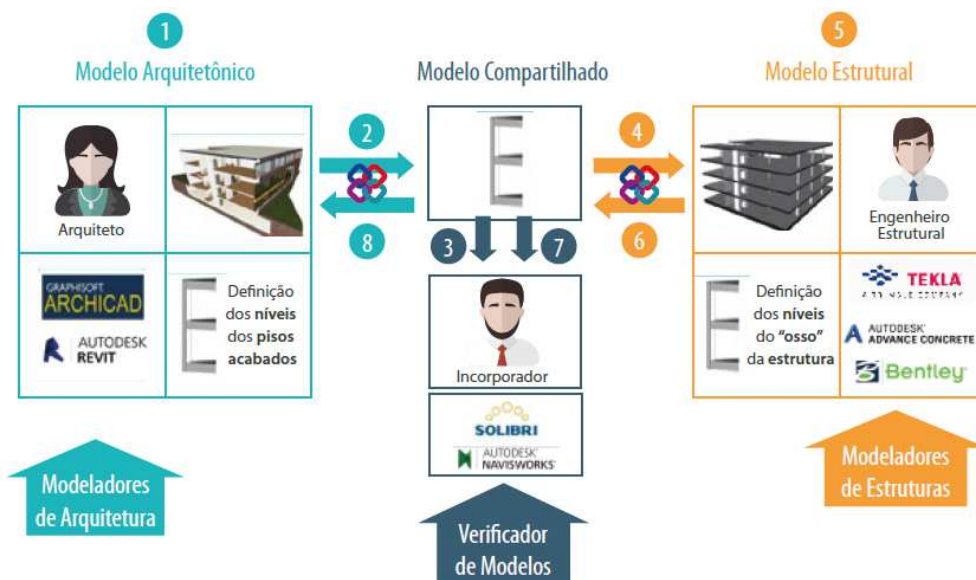 1
Modelo Arquitetônico
Arquiteto
GRAPHISOFT
ARCHICAD
AUTODESK
REVIT
Definição
dos níveis
dos pisos
acabados
Modeladores
de Arquitetura
2
8
Modelo Compartilhado
3
7
Incorporador
SOLIBRI
AUTODESK
NAVISWORKS
Verificador
de Modelos
4
6
5
Modelo Estrutural
Engenheiro
Estrutural
Definição
dos níveis
do “osso”
da estrutura
TEKLA
AUTODESK
ADVANCE CONCRETE
Bentley
Modeladores
de Estruturas